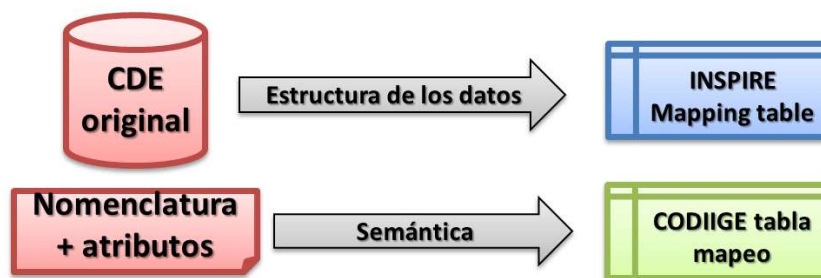 CDE
original
Estructura de los datos
INSPIRE
Mapping table
Nomenclatura
+ atributos
Semántica
CODIIGE tabla
mapeo